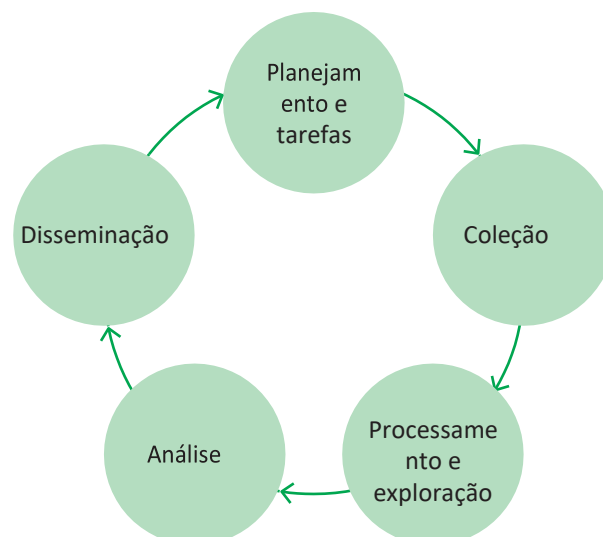 Planejam
ento e
tarefas
Coleção
Processame
nto e
exploração
Análise
Disseminação